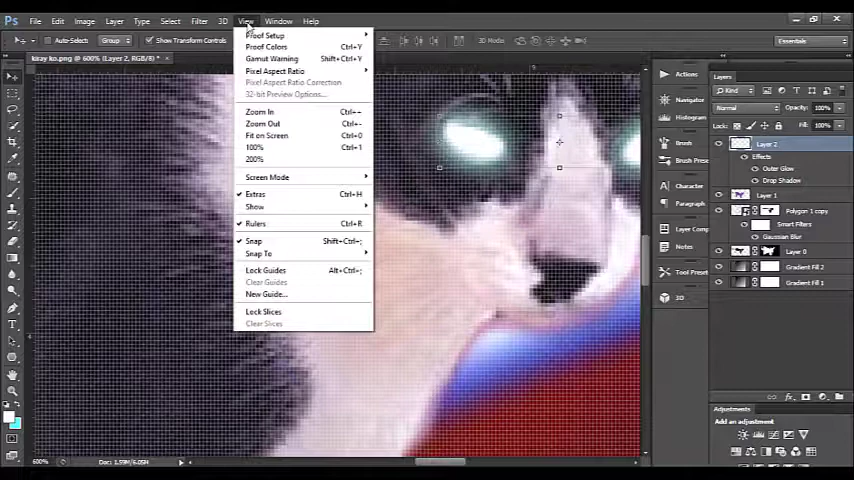 Ps File Edit Image Layer Type Select Filter 3D View Window Help
Auto-Select: Group Show Transform Controls 3D Mode: Essentials
kiray ko.png @ 600% (Layer 2, RGB/8) *
Proof Setup
Proof Colors Ctrl+Y
Gamut Warning Shift+Ctrl+Y
Pixel Aspect Ratio
Pixel Aspect Ratio Correction
32-bit Preview Options...
Zoom In Ctrl++
Zoom Out Ctrl+-
Fit on Screen Ctrl+0
100% Ctrl+1
200%
Screen Mode
Extras Ctrl+H
Show
Rulers Ctrl+R
Snap Shift+Ctrl+;
Snap To
Lock Guides Alt+Ctrl+;
Clear Guides
New Guide...
Lock Slices
Clear Slices
Actions
Navigator
Histogram
Brush
Brush Prese
Character
Paragraph
Layer Comp
Notes
Tool Preset
3D
Layers
Kind
Normal Opacity: 100%
Lock: Fill: 100%
Layer 2
Effects
Outer Glow
Drop Shadow
Layer 1
Polygon 1 copy
Smart Filters
Gaussian Blur
Layer 0
Gradient Fill 2
Gradient Fill 1
Adjustments
Add an adjustment
600% Doc: 1.59M/6.05M